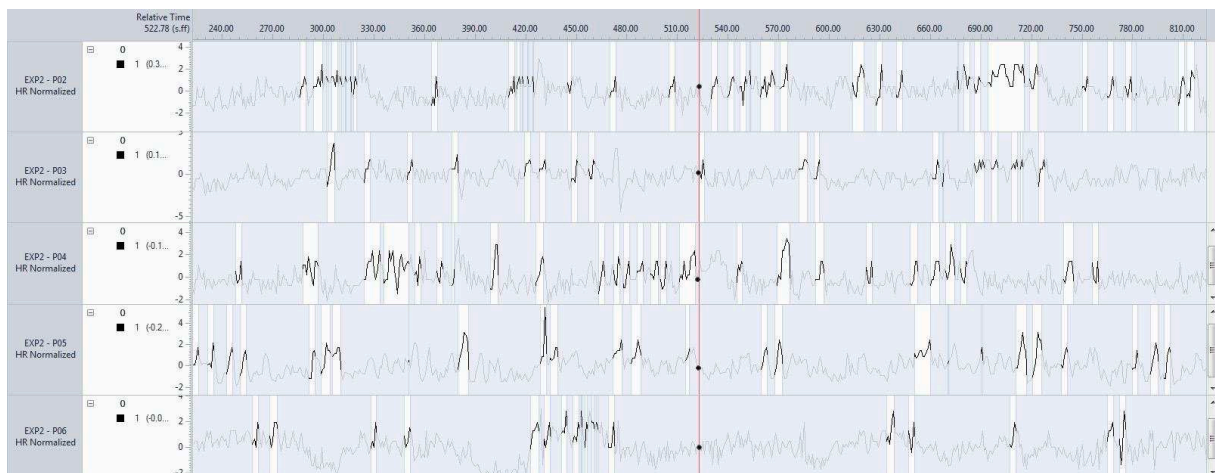 Relative Time
522.78 (s.ff) 240.00 270.00 300.00 330.00 360.00 390.00 420.00 450.00 480.00 510.00 540.00 570.00 600.00 630.00 660.00 690.00 720.00 750.00 780.00 810.00
EXP2 - P02
HR Normalized
0
1 (0.3...
4
2
0
-2
EXP2 - P03
HR Normalized
0
1 (0.1...
0
-5
EXP2 - P04
HR Normalized
0
1 (-0.1...
4
2
0
-2
EXP2 - P05
HR Normalized
0
1 (-0.2...
4
2
0
-2
EXP2 - P06
HR Normalized
0
1 (-0.0...
2
0
-2